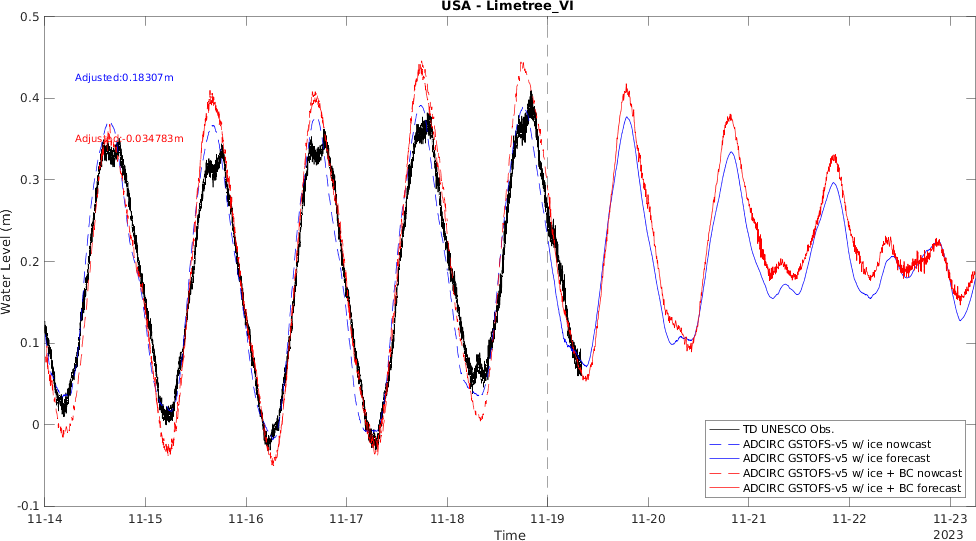 USA - Limetree_VI
0.5
0.4
0.3
0.2
0.1
0
-0.1
Water Level (m)
Adjusted:0.18307m
Adjusted:-0.034783m
TD UNESCO Obs.
ADCIRC GSTOFS-v5 w/ ice nowcast
ADCIRC GSTOFS-v5 w/ ice forecast
ADCIRC GSTOFS-v5 w/ ice + BC nowcast
ADCIRC GSTOFS-v5 w/ ice + BC forecast
11-14 11-15 11-16 11-17 11-18 11-19 11-20 11-21 11-22 11-23
Time
2023